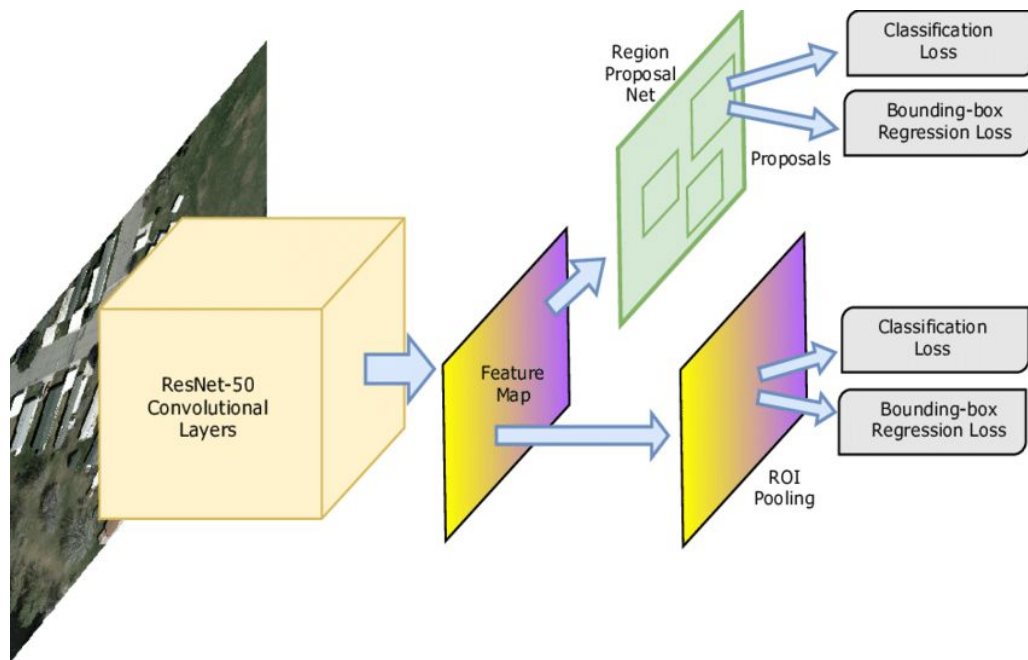 Classification
Loss
Region
Proposal
Net
Bounding-box
Regression Loss
Proposals
ResNet-50
Convolutional
Layers
Feature
Map
Classification
Loss
Bounding-box
Regression Loss
ROI
Pooling